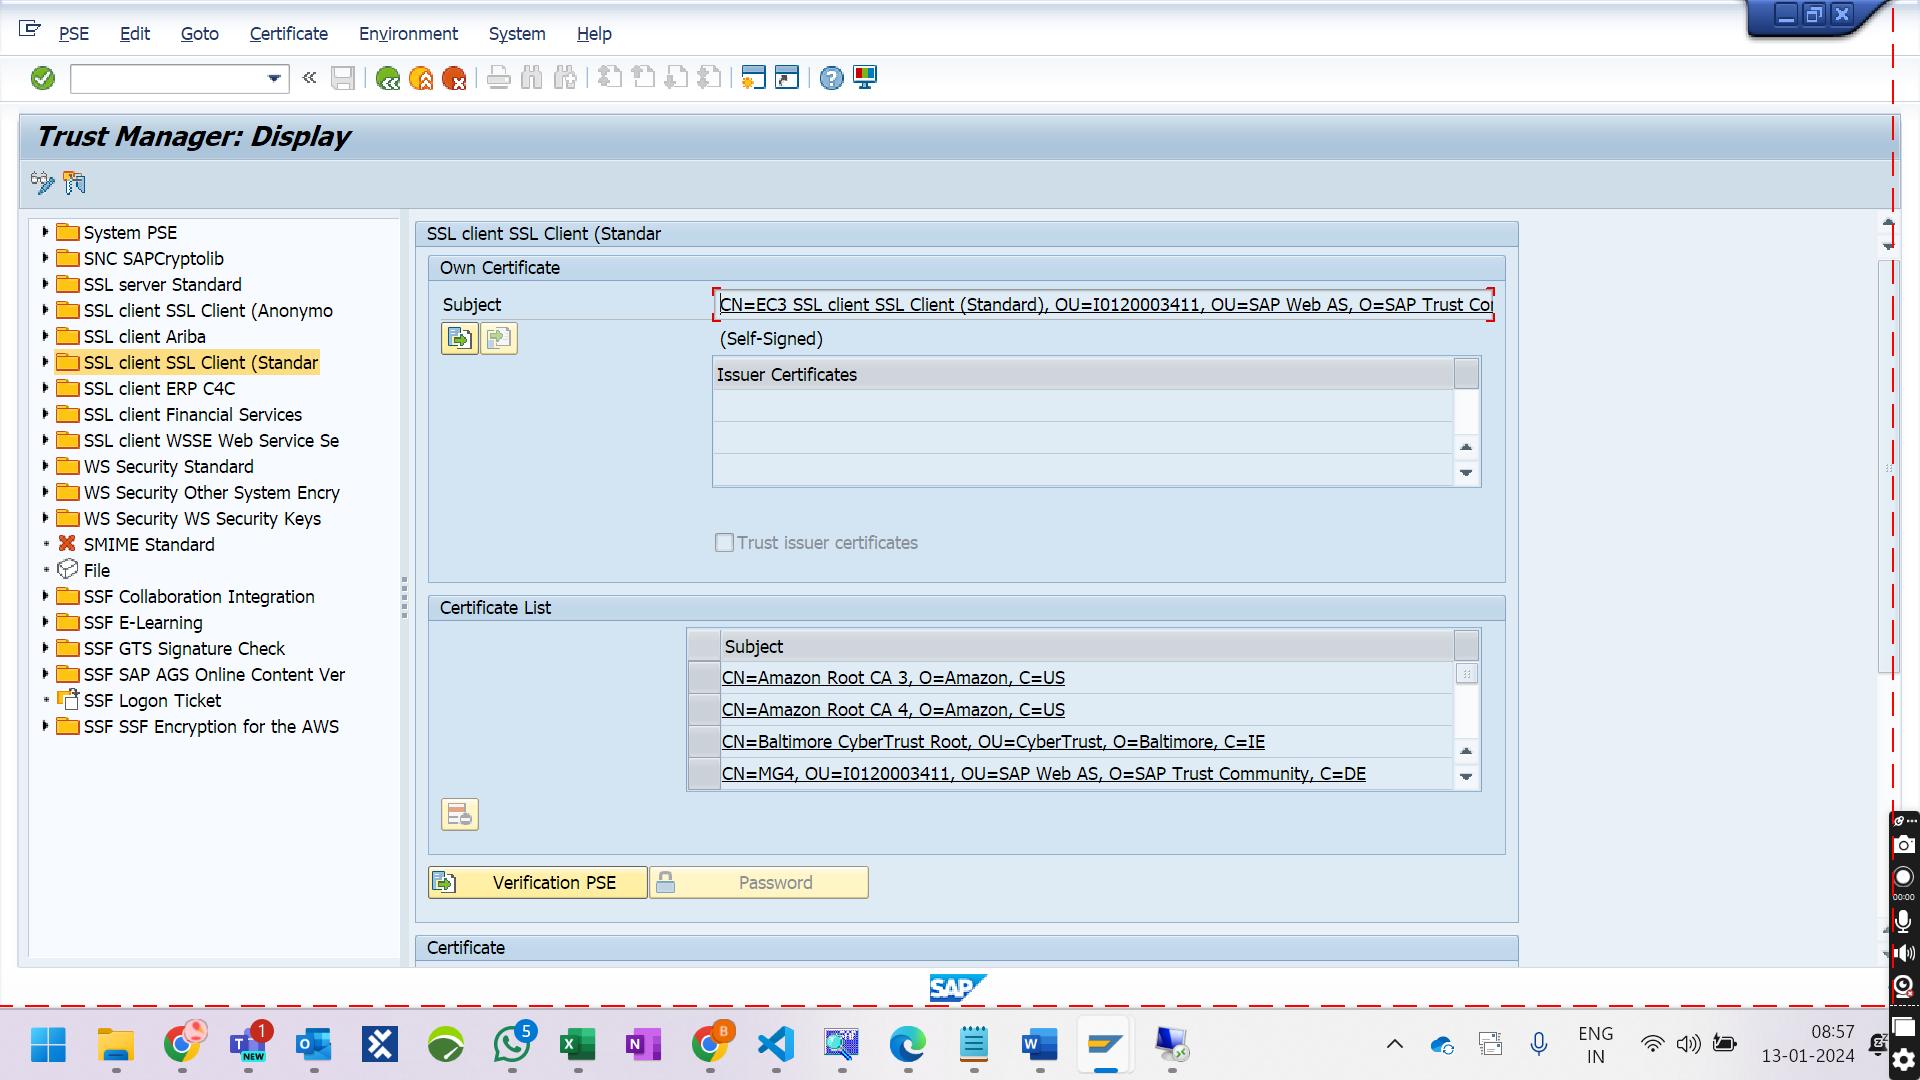 PSE Edit Goto Certificate Environment System Help
Trust Manager: Display
System PSE
SNC SAPCryptolib
SSL server Standard
SSL client SSL Client (Anonymo
SSL client Ariba
SSL client SSL Client (Standar
SSL client ERP C4C
SSL client Financial Services
SSL client WSSE Web Service Se
WS Security Standard
WS Security Other System Encry
WS Security WS Security Keys
SMIME Standard
File
SSF Collaboration Integration
SSF E-Learning
SSF GTS Signature Check
SSF SAP AGS Online Content Ver
SSF Logon Ticket
SSF SSF Encryption for the AWS
SSL client SSL Client (Standar
Own Certificate
Subject CN=EC3 SSL client SSL Client (Standard), OU=I0120003411, OU=SAP Web AS, O=SAP Trust Co
(Self-Signed)
Issuer Certificates
Trust issuer certificates
Certificate List
Subject
CN=Amazon Root CA 3, O=Amazon, C=US
CN=Amazon Root CA 4, O=Amazon, C=US
CN=Baltimore CyberTrust Root, OU=CyberTrust, O=Baltimore, C=IE
CN=MG4, OU=I0120003411, OU=SAP Web AS, O=SAP Trust Community, C=DE
Verification PSE Password
Certificate
SAP
00:00
1
NEW
5
B
ENG
IN
08:57
13-01-2024